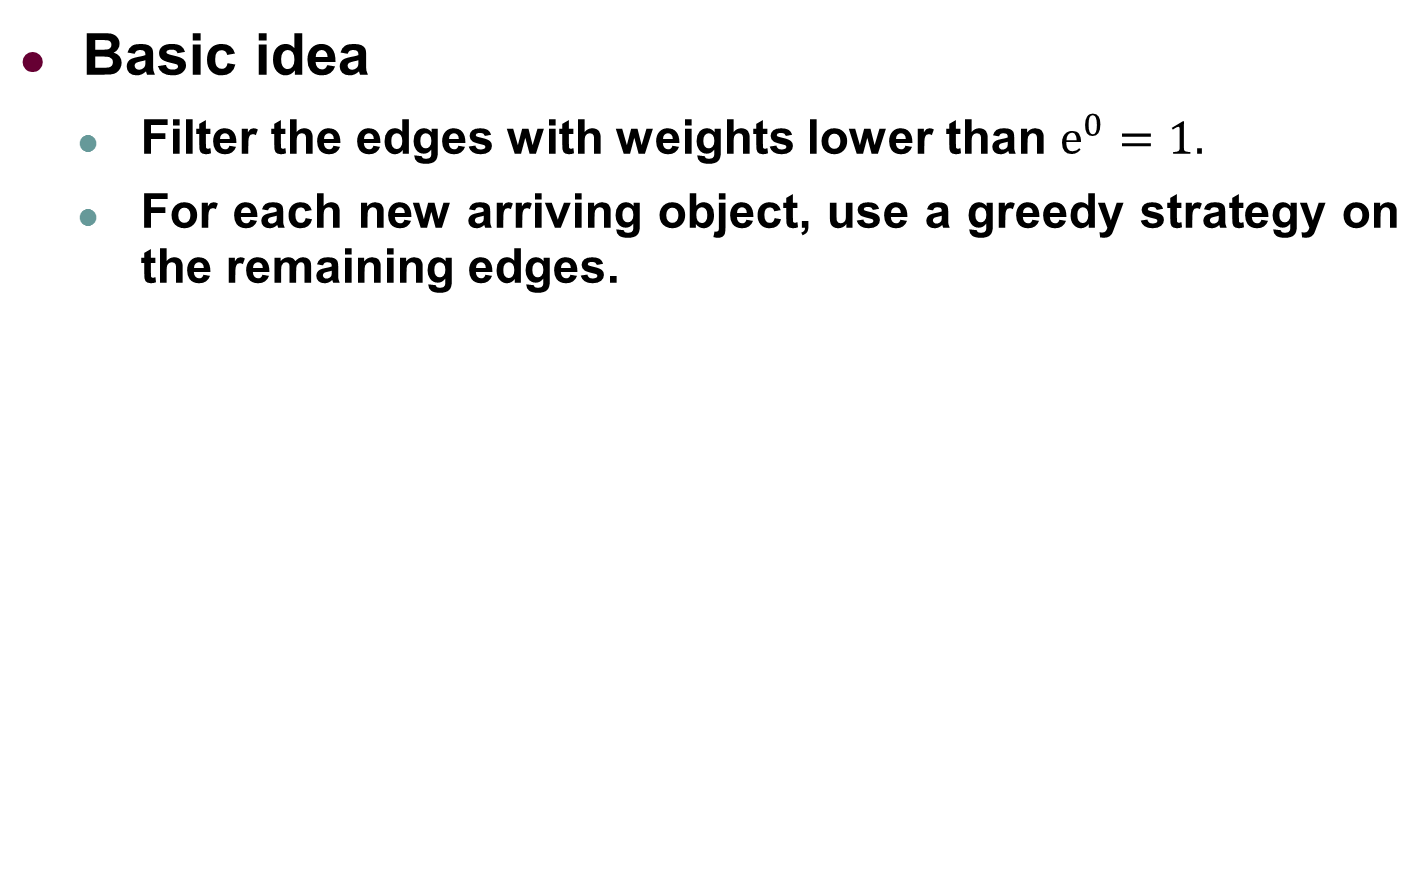 Basic idea
Filter the edges with weights lower than e⁰ = 1.
For each new arriving object, use a greedy strategy on
the remaining edges.